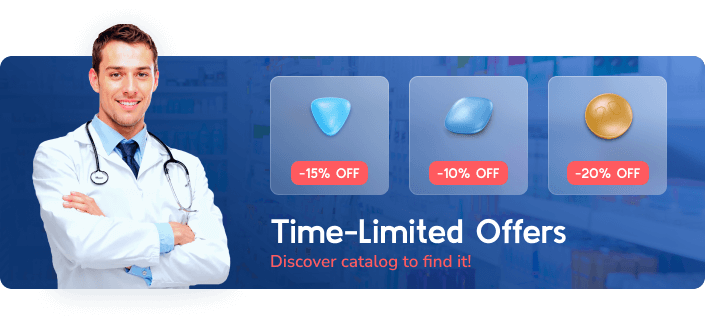 -15% OFF
-10% OFF
-20% OFF
Time-Limited Offers
Discover catalog to find it!